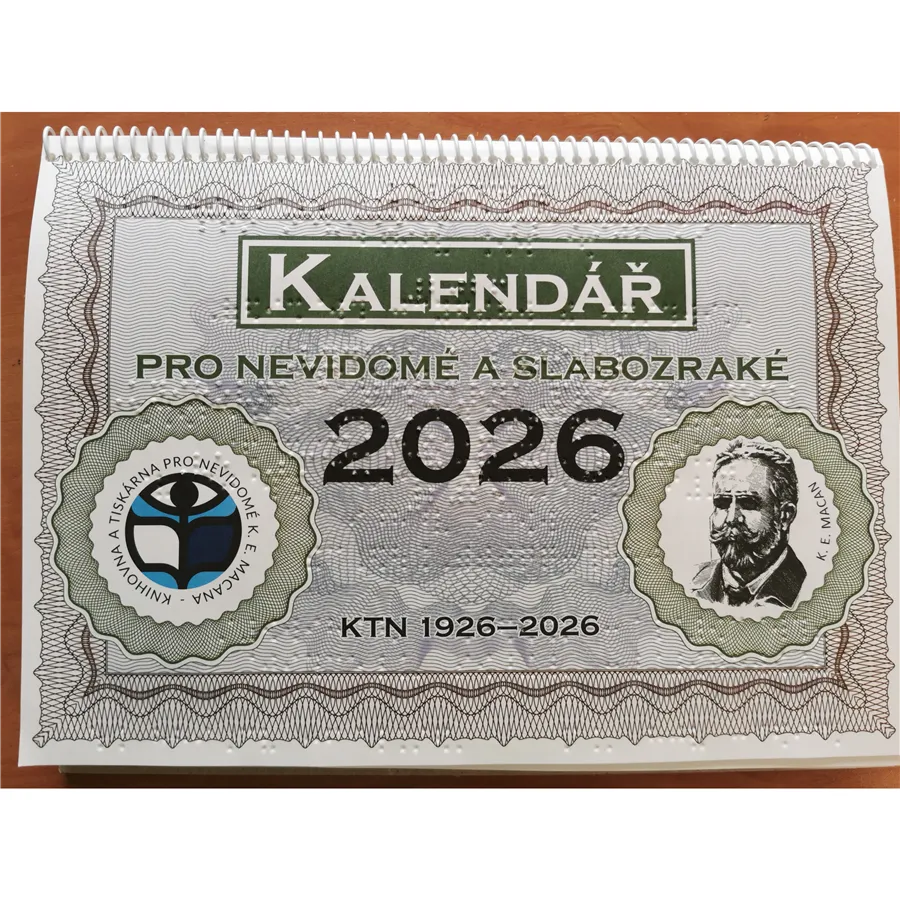 KALENDÁŘ
PRO NEVIDOMÉ A SLABOZRAKÉ
2026
KNIHOVNA A TISKÁRNA PRO NEVIDOMÉ K. E. MACANA -
K. E. MACAN
KTN 1926–2026